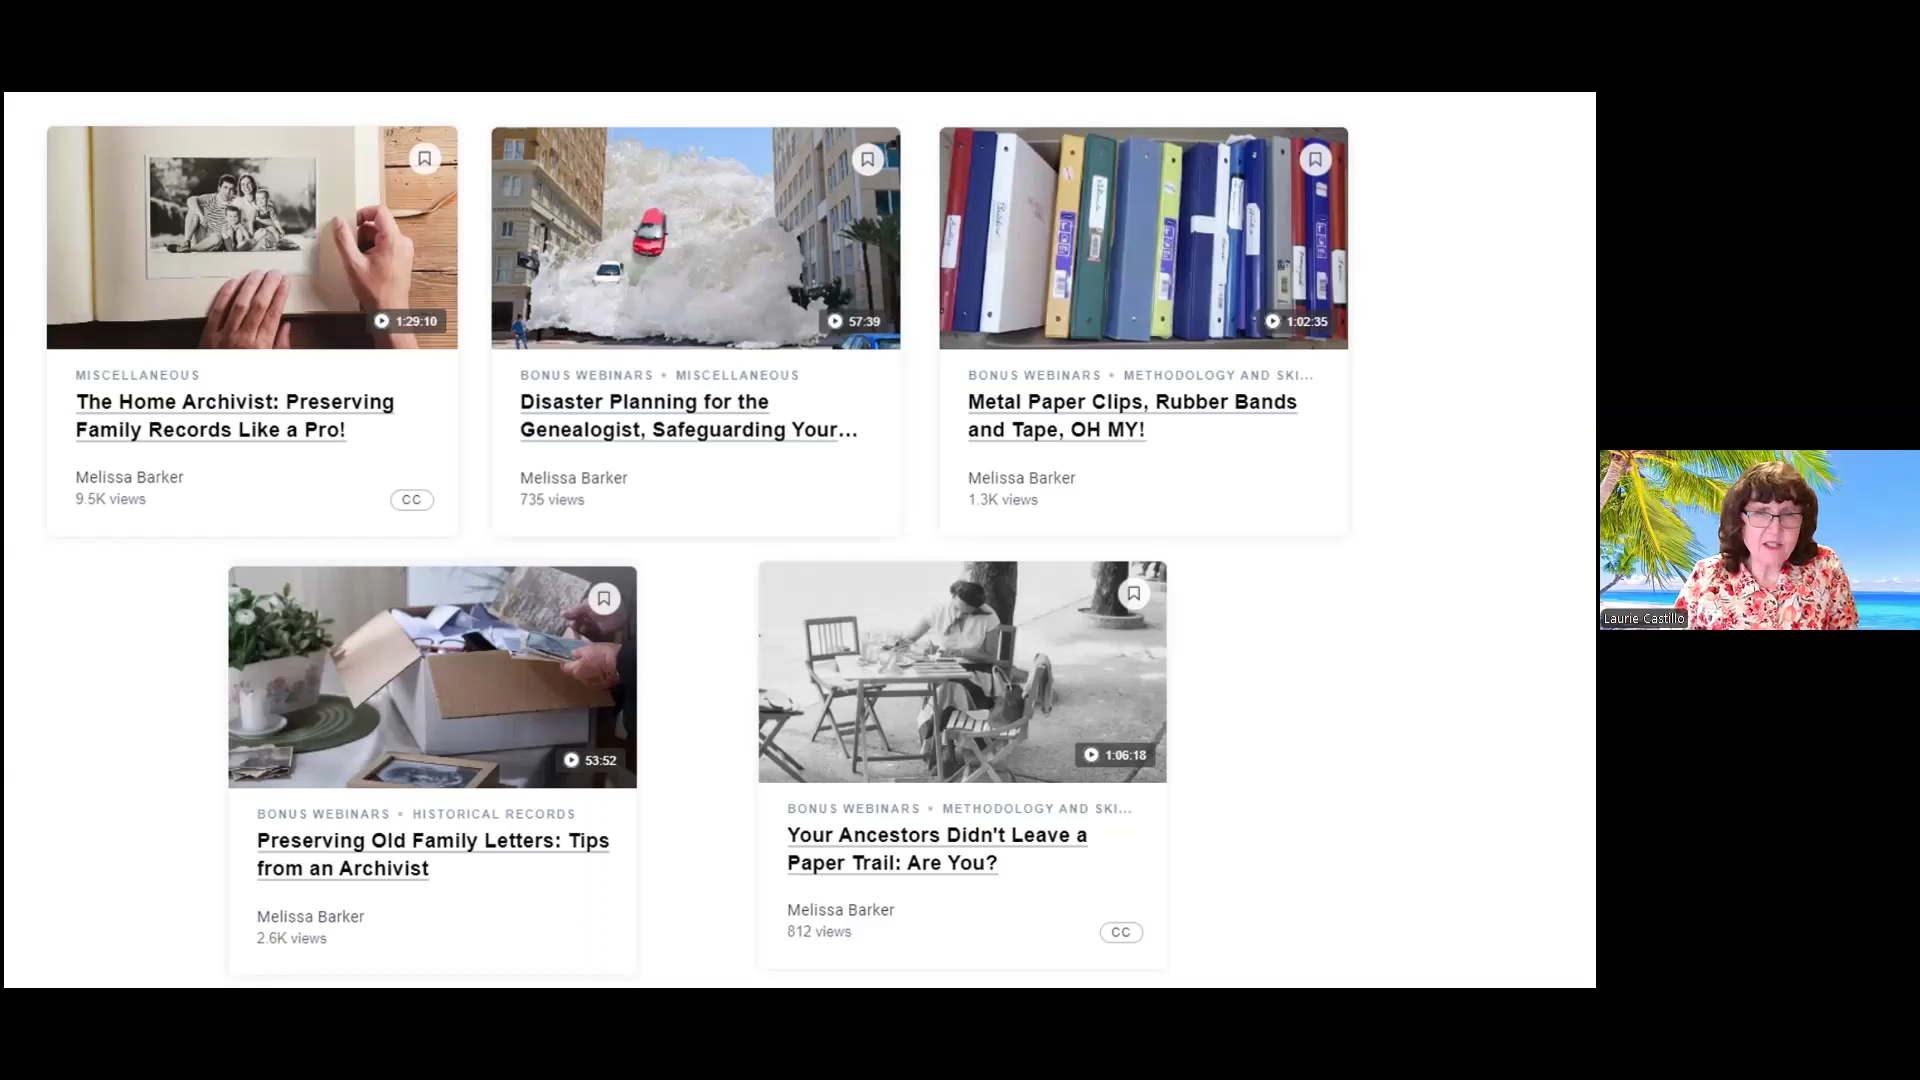 1:29:10
MISCELLANEOUS
The Home Archivist: Preserving
Family Records Like a Pro!
Melissa Barker
9.5K views
CC
57:39
BONUS WEBINARS • MISCELLANEOUS
Disaster Planning for the
Genealogist, Safeguarding Your...
Melissa Barker
735 views
1:02:35
BONUS WEBINARS • METHODOLOGY AND SKI...
Metal Paper Clips, Rubber Bands
and Tape, OH MY!
Melissa Barker
1.3K views
Laurie Castillo
53:52
BONUS WEBINARS • HISTORICAL RECORDS
Preserving Old Family Letters: Tips
from an Archivist
Melissa Barker
2.6K views
1:06:18
BONUS WEBINARS • METHODOLOGY AND SKI...
Your Ancestors Didn't Leave a
Paper Trail: Are You?
Melissa Barker
812 views
CC